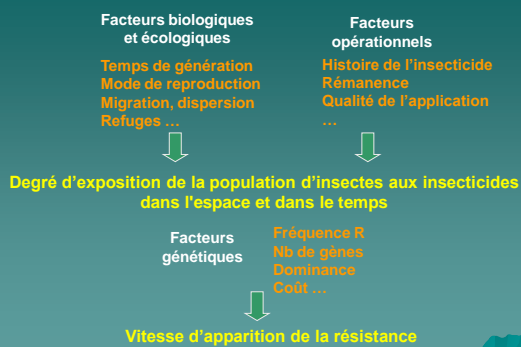 Facteurs biologiques
et écologiques
Temps de génération
Mode de reproduction
Migration, dispersion
Refuges …
Facteurs
opérationnels
Histoire de l'insecticide
Rémanence
Qualité de l'application
…
Degré d'exposition de la population d'insectes aux insecticides
dans l'espace et dans le temps
Facteurs
génétiques
Fréquence R
Nb de gènes
Dominance
Coût …
Vitesse d'apparition de la résistance